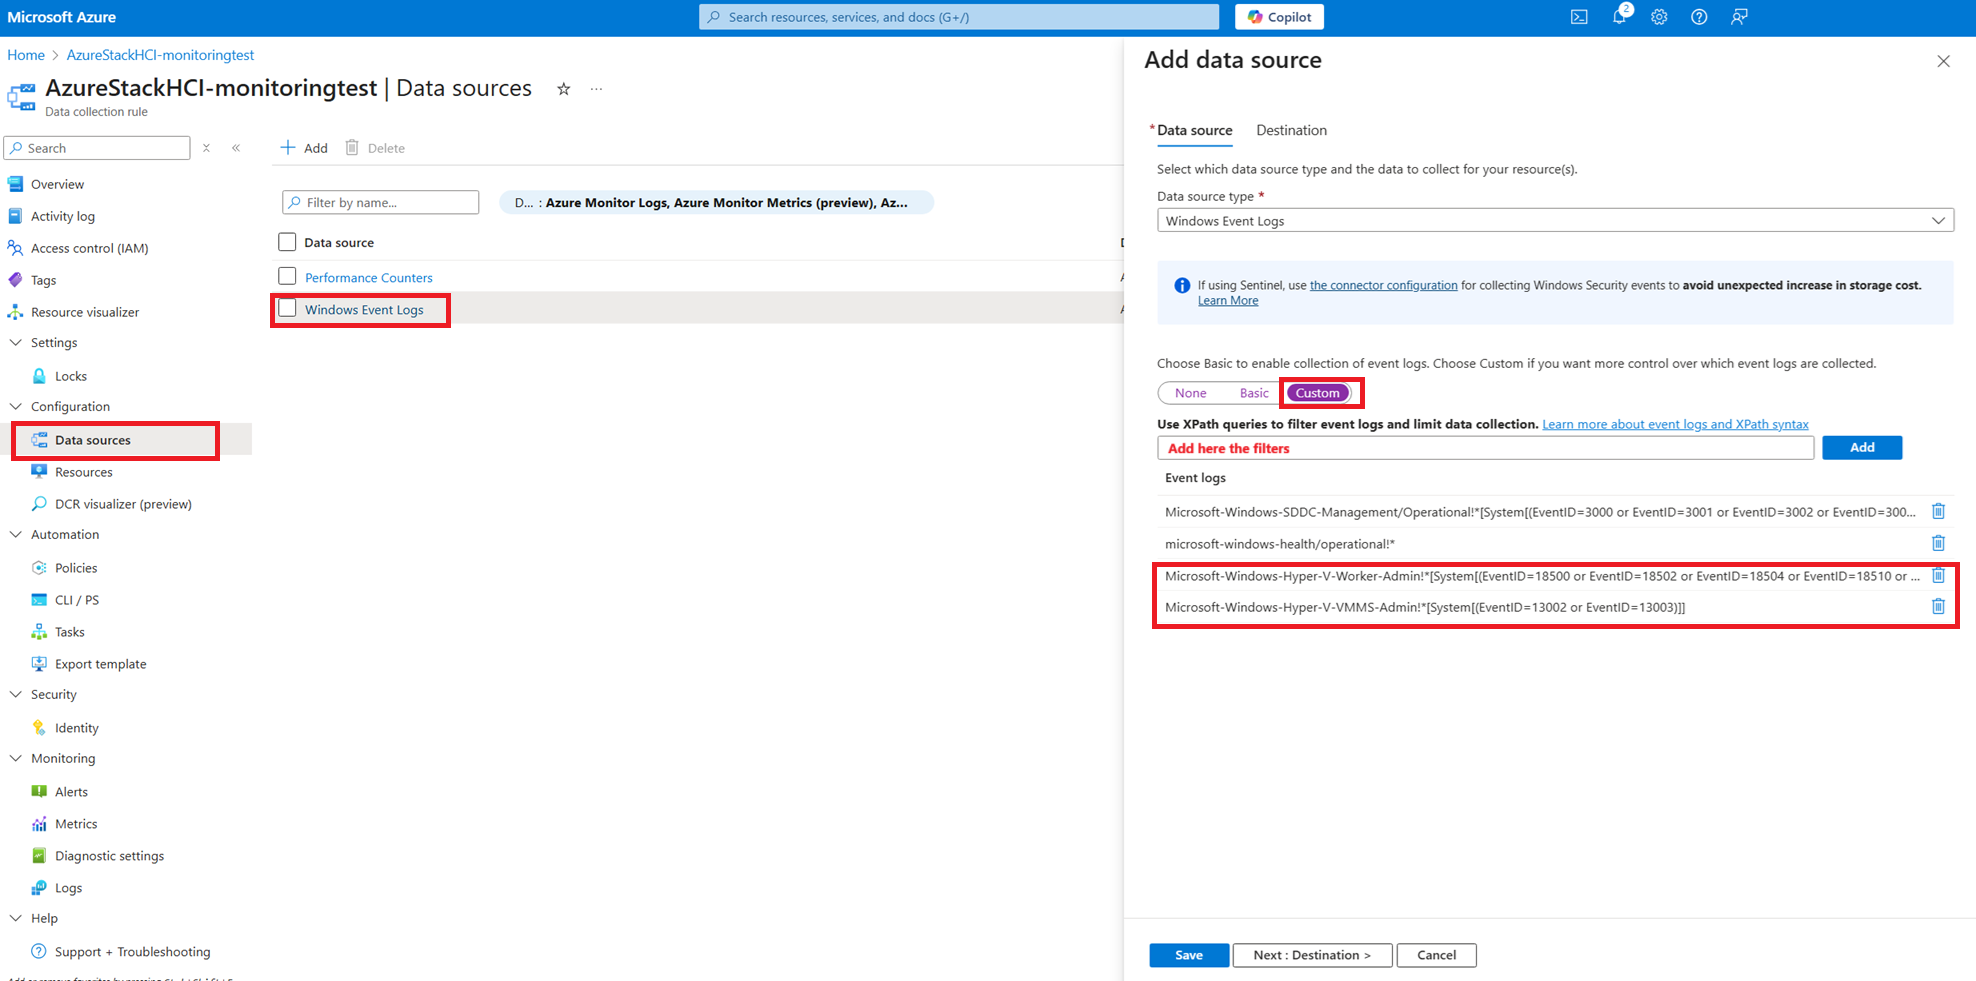 Microsoft Azure
Search resources, services, and docs (G+/)
Copilot
2
Home > AzureStackHCI-monitoringtest
AzureStackHCI-monitoringtest | Data sources
Data collection rule
Search
Overview
Activity log
Access control (IAM)
Tags
Resource visualizer
Settings
Locks
Configuration
Data sources
Resources
DCR visualizer (preview)
Automation
Policies
CLI / PS
Tasks
Export template
Security
Identity
Monitoring
Alerts
Metrics
Diagnostic settings
Logs
Help
Support + Troubleshooting
Add Delete
Filter by name...
D... : Azure Monitor Logs, Azure Monitor Metrics (preview), Az...
Data source
Performance Counters
Windows Event Logs
Add data source
* Data source Destination
Select which data source type and the data to collect for your resource(s).
Data source type *
Windows Event Logs
If using Sentinel, use the connector configuration for collecting Windows Security events to avoid unexpected increase in storage cost.
Learn More
Choose Basic to enable collection of event logs. Choose Custom if you want more control over which event logs are collected.
None Basic Custom
Use XPath queries to filter event logs and limit data collection. Learn more about event logs and XPath syntax
Add here the filters
Add
Event logs
Microsoft-Windows-SDDC-Management/Operational!*[System[(EventID=3000 or EventID=3001 or EventID=3002 or EventID=300...
microsoft-windows-health/operational!*
Microsoft-Windows-Hyper-V-Worker-Admin!*[System[(EventID=18500 or EventID=18502 or EventID=18504 or EventID=18510 or ...
Microsoft-Windows-Hyper-V-VMMS-Admin!*[System[(EventID=13002 or EventID=13003)]]
Save
Next : Destination >
Cancel